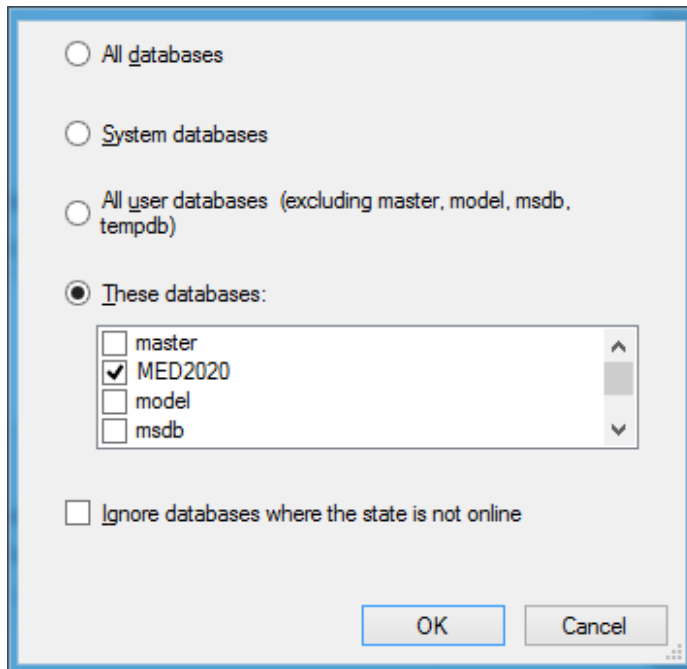 All databases
System databases
All user databases (excluding master, model, msdb,
tempdb)
These databases:
master
MED2020
model
msdb
Ignore databases where the state is not online
OK Cancel